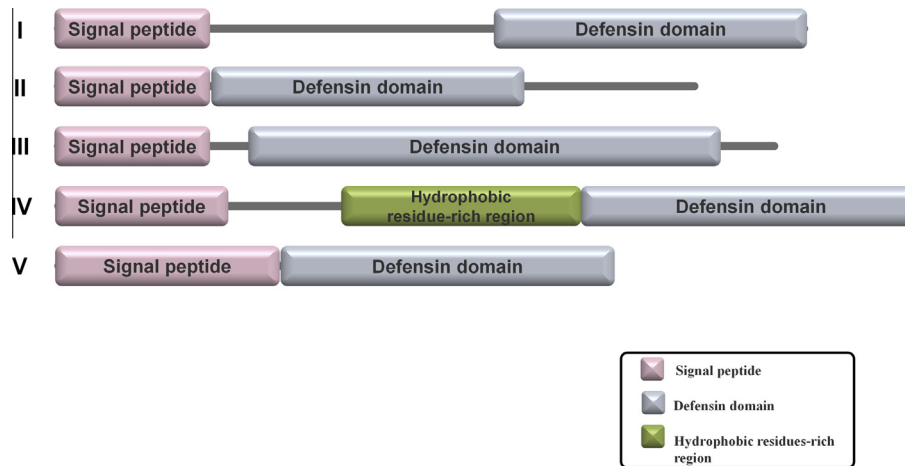 I Signal peptide Defensin domain
II Signal peptide Defensin domain
III Signal peptide Defensin domain
IV Signal peptide Hydrophobic
residue-rich region Defensin domain
V Signal peptide Defensin domain
Signal peptide
Defensin domain
Hydrophobic residues-rich
region